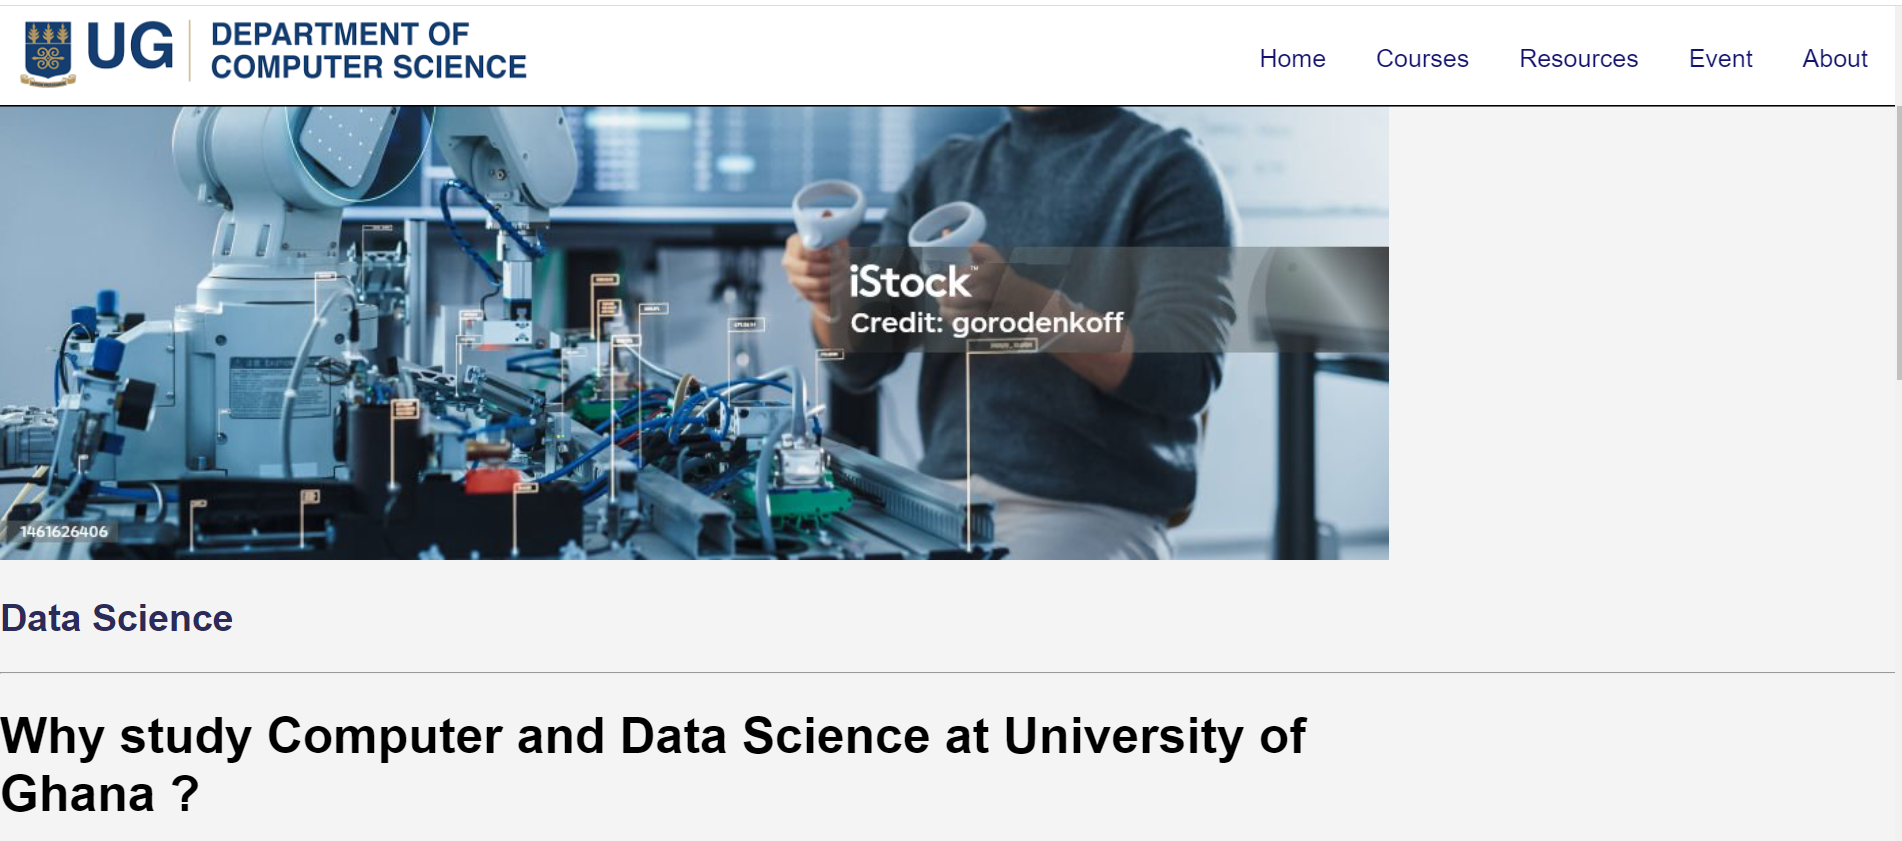 UG
DEPARTMENT OF
COMPUTER SCIENCE
Home Courses Resources Event About
iStock™
Credit: gorodenkoff
1461626406
Data Science
Why study Computer and Data Science at University of
Ghana ?